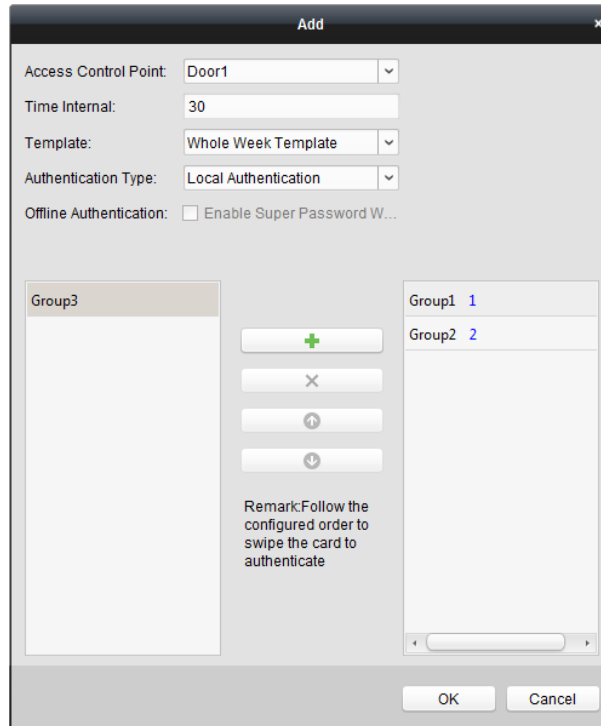 Add
Access Control Point: Door1
Time Internal: 30
Template: Whole Week Template
Authentication Type: Local Authentication
Offline Authentication: Enable Super Password W...
Group3
Group1 1
Group2 2
Remark:Follow the
configured order to
swipe the card to
authenticate
OK Cancel